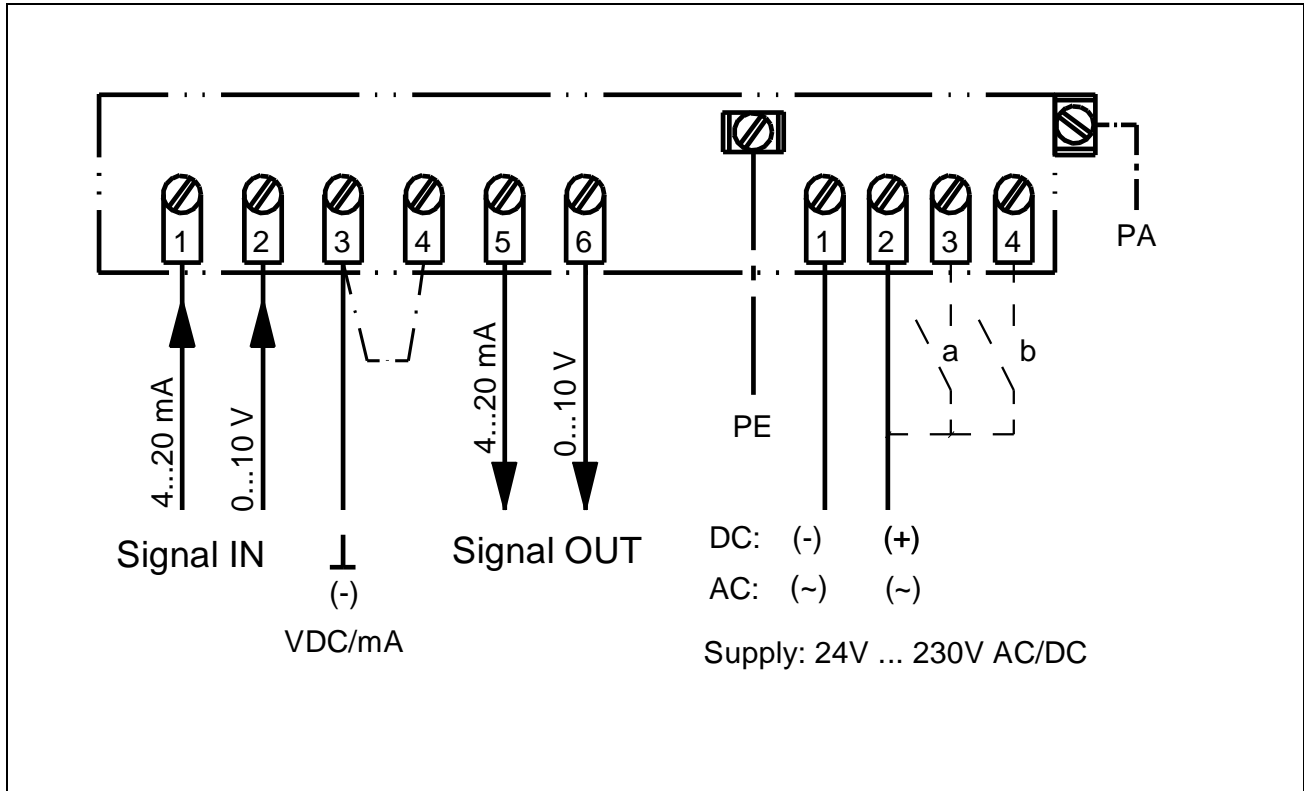 1 2 3 4 5 6
1 2 3 4
PA
4...20 mA
0...10 V
4...20 mA
0...10 V
a
b
PE
Signal IN
(-)
VDC/mA
Signal OUT
DC: (-) (+)
AC: (~) (~)
Supply: 24V ... 230V AC/DC